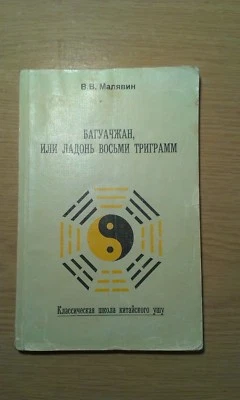 В.В. Малявин
БАГУАЧЖАН,
ИЛИ ЛАДОНЬ ВОСЬМИ ТРИГРАММ
Классическая школа китайского ушу